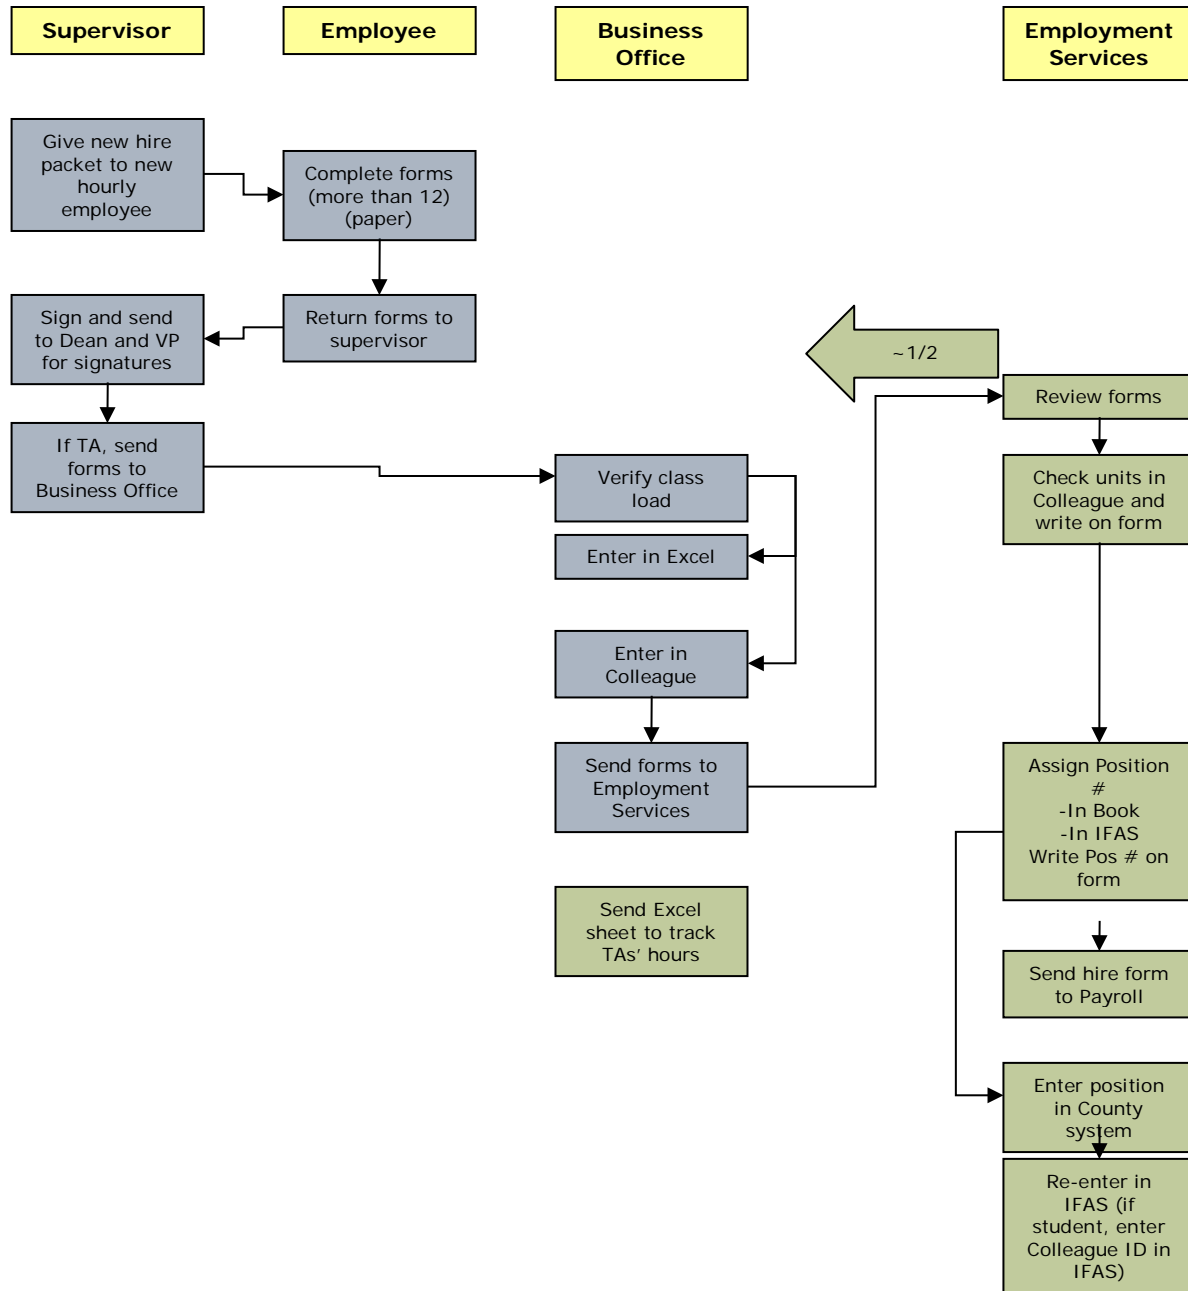 Supervisor
Employee
Business
Office
Employment
Services
Give new hire
packet to new
hourly
employee
Complete forms
(more than 12)
(paper)
Sign and send
to Dean and VP
for signatures
Return forms to
supervisor
~1/2
Review forms
If TA, send
forms to
Business Office
Verify class
load
Check units in
Colleague and
write on form
Enter in Excel
Enter in
Colleague
Send forms to
Employment
Services
Assign Position
#
-In Book
-In IFAS
Write Pos # on
form
Send Excel
sheet to track
TAs’ hours
Send hire form
to Payroll
Enter position
in County
system
Re-enter in
IFAS (if
student, enter
Colleague ID in
IFAS)